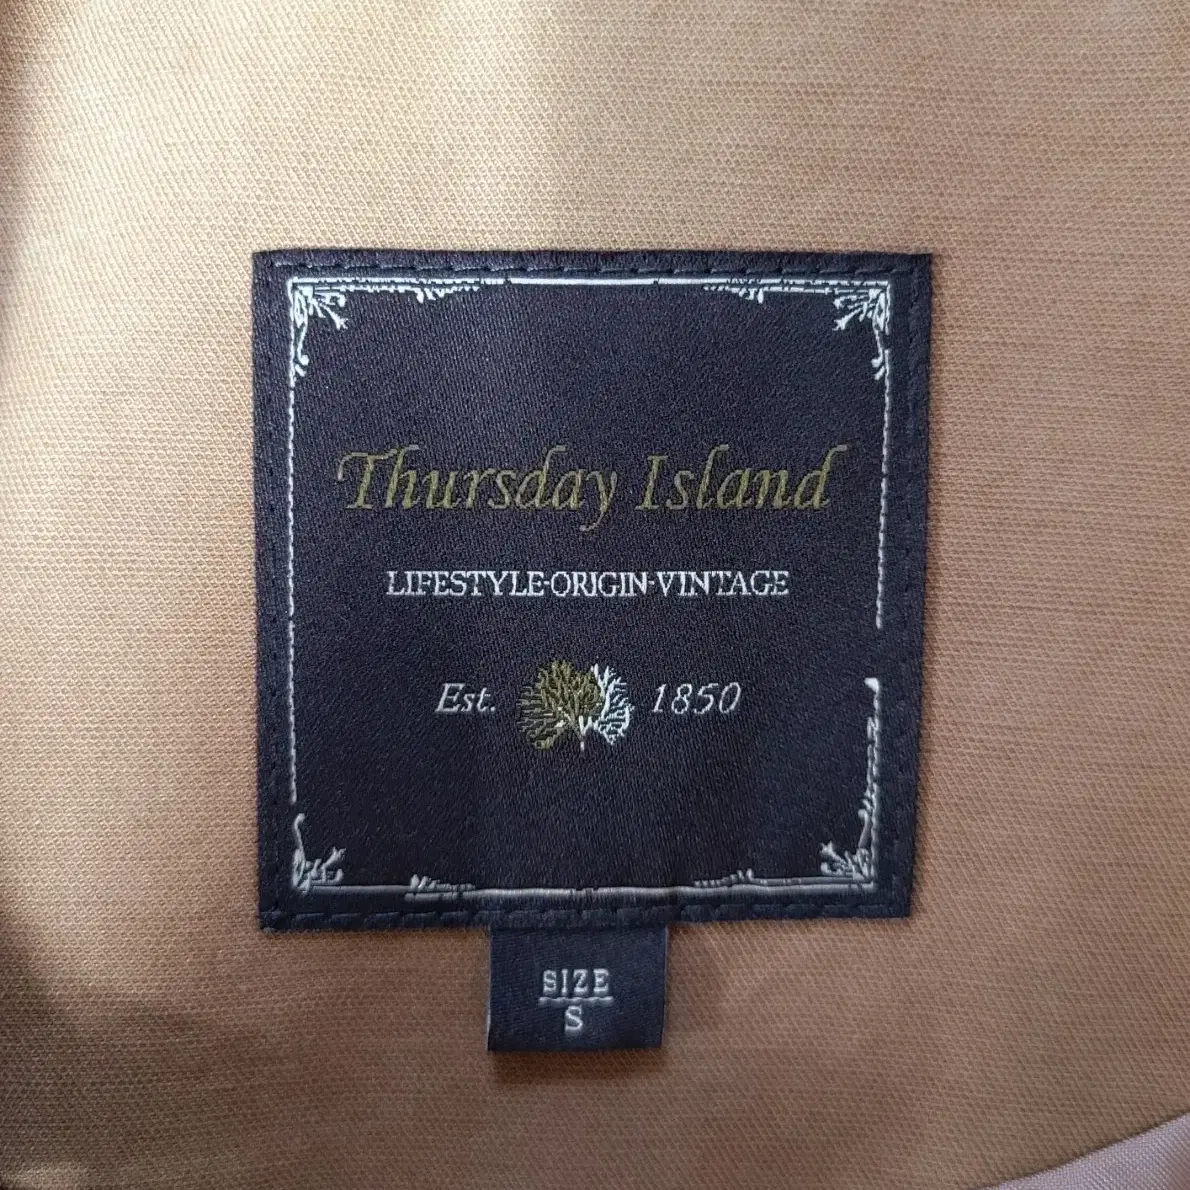 Thursday Island
LIFESTYLE·ORIGIN·VINTAGE
Est. 1850
SIZE
S